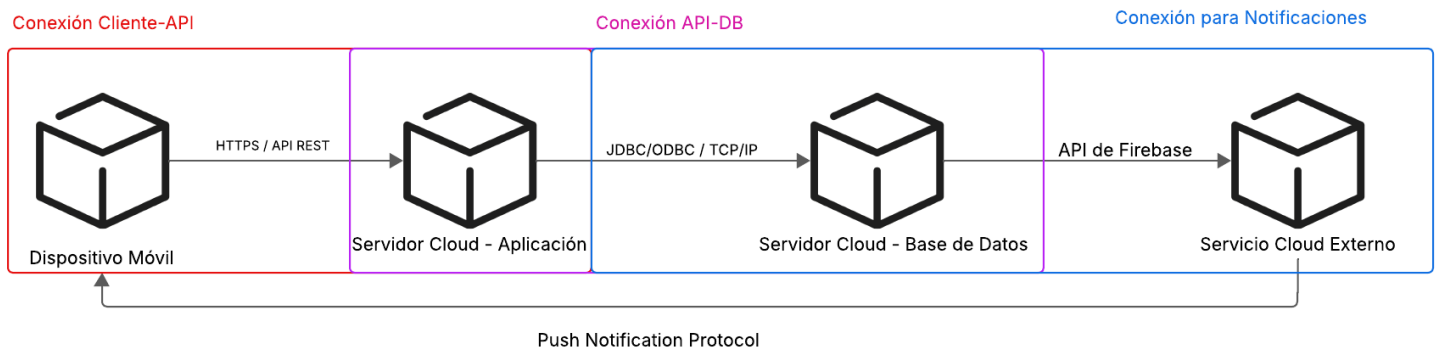 Conexión Cliente-API
Conexión API-DB
Conexión para Notificaciones
HTTPS / API REST
JDBC/ODBC / TCP/IP
API de Firebase
Dispositivo Móvil
Servidor Cloud - Aplicación
Servidor Cloud - Base de Datos
Servicio Cloud Externo
Push Notification Protocol